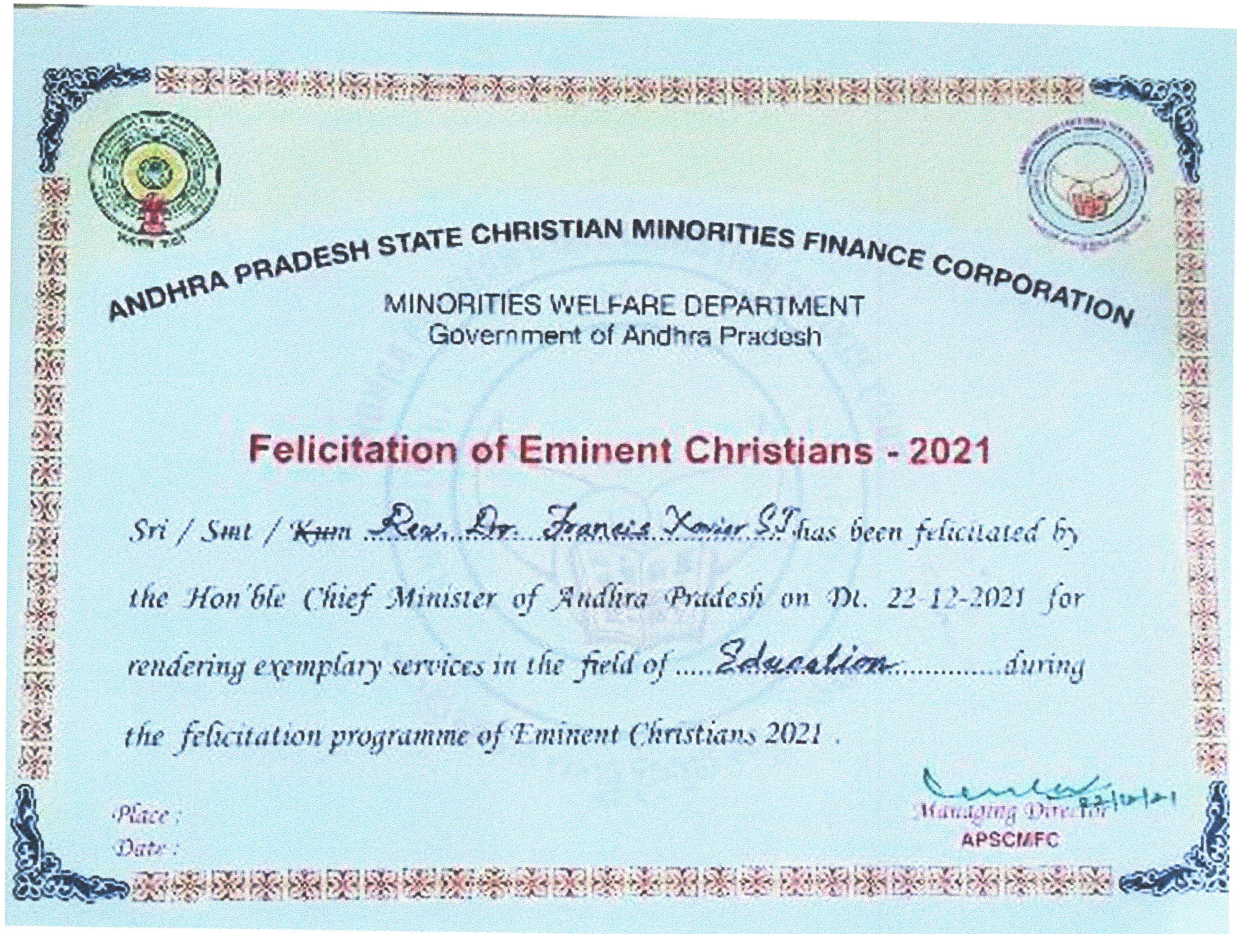 ANDHRA PRADESH STATE CHRISTIAN MINORITIES FINANCE CORPORATION
MINORITIES WELFARE DEPARTMENT
Government of Andhra Pradesh
Felicitation of Eminent Christians - 2021
Sri / Smt / Kum Rev. Dr. Francis Xavier S.J has been felicitated by
the Hon'ble Chief Minister of Andhra Pradesh on Dt. 22-12-2021 for
rendering exemplary services in the field of ..... Education ............... during
the felicitation programme of Eminent Christians 2021 .
22/12/21
Place :
Managing Director
Date :
APSCMFC